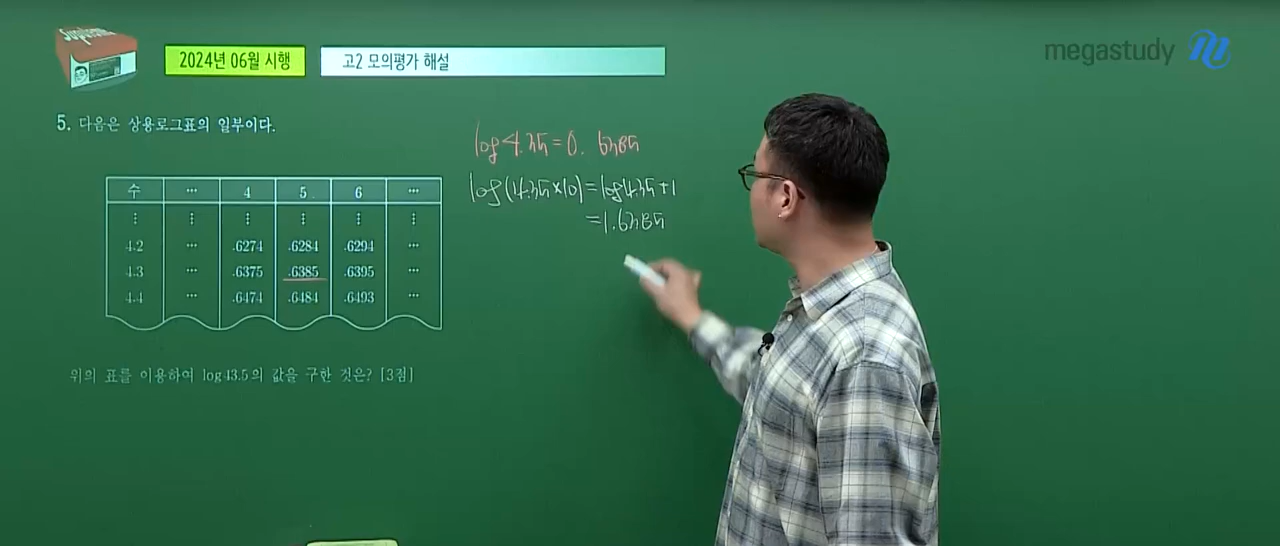 Suplem
2024년 06월 시행
고2 모의평가 해설
megastudy
5. 다음은 상용로그표의 일부이다.
수 ⋯ 4 5 6 ⋯
⋮ ⋮ ⋮ ⋮ ⋮ ⋮
4.2 ⋯ .6274 .6284 .6294 ⋯
4.3 ⋯ .6375 .6385 .6395 ⋯
4.4 ⋯ .6474 .6484 .6493 ⋯
위의 표를 이용하여 log43.5의 값을 구한 것은? [3점]
log4.35=0.6385
log(4.35×10)=log4.35+1
=1.6385